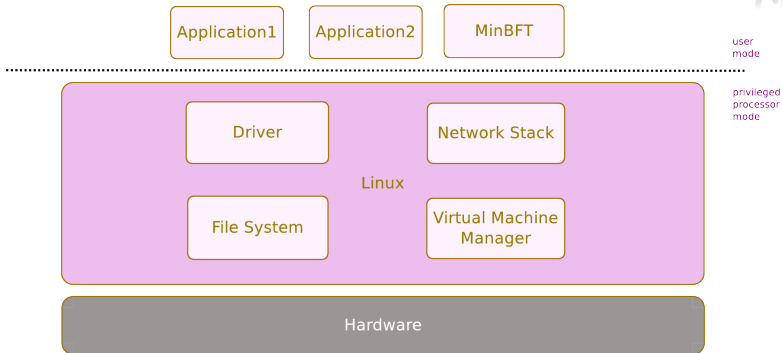 Application1
Application2
MinBFT
user
mode
privileged
processor
mode
Driver
Network Stack
Linux
File System
Virtual Machine
Manager
Hardware